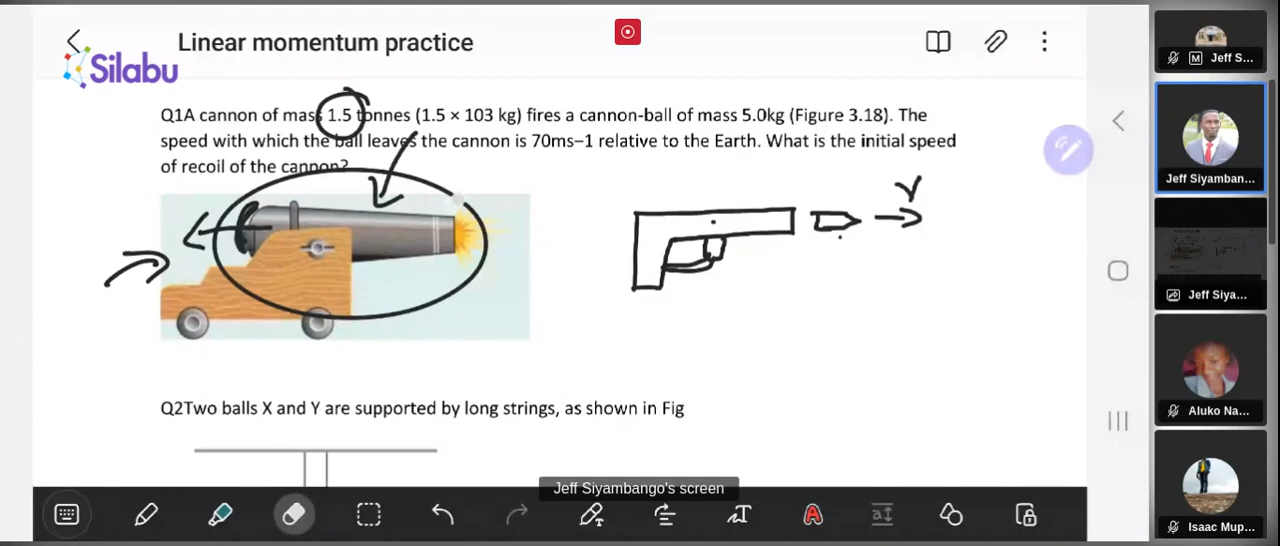 Linear momentum practice
Silabu
Q1A cannon of mass 1.5 tonnes (1.5 × 103 kg) fires a cannon-ball of mass 5.0kg (Figure 3.18). The
speed with which the ball leaves the cannon is 70ms−1 relative to the Earth. What is the initial speed
of recoil of the cannon?
V
Q2Two balls X and Y are supported by long strings, as shown in Fig
Jeff Siyambango's screen
M Jeff S...
Jeff Siyamban...
Jeff Siya...
Aluko Na...
Isaac Mup...